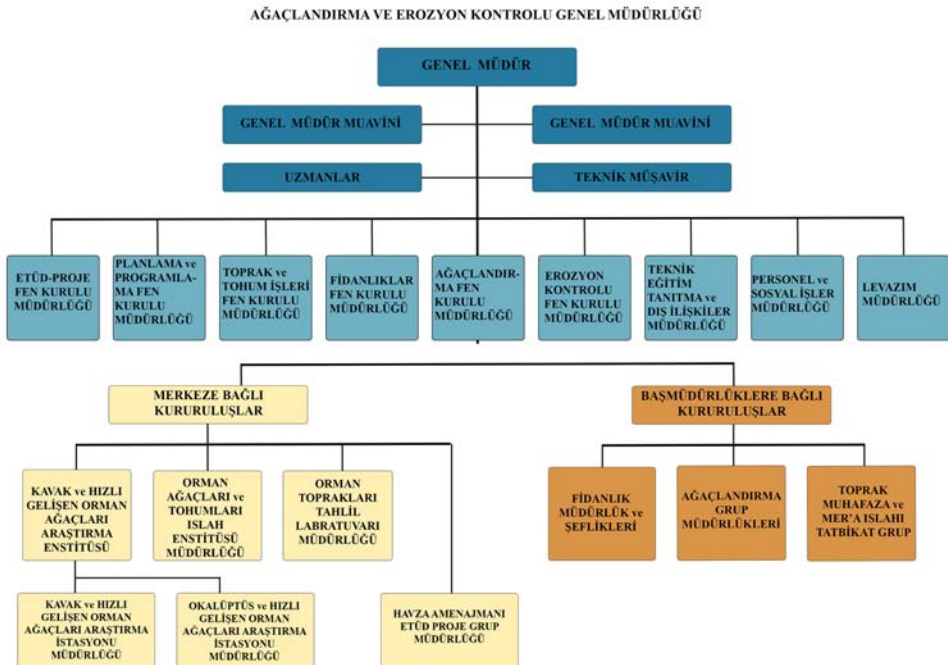 AĞAÇLANDIRMA VE EROZYON KONTROLU GENEL MÜDÜRLÜĞÜ
GENEL MÜDÜR
GENEL MÜDÜR MUAVİNİ
GENEL MÜDÜR MUAVİNİ
UZMANLAR
TEKNİK MÜŞAVİR
ETÜD-PROJE
FEN KURULU
MÜDÜRLÜĞÜ
PLANLAMA ve
PROGRAMLA-
MA FEN
KURULU
MÜDÜRLÜĞÜ
TOPRAK ve
TOHUM İŞLERİ
FEN KURULU
MÜDÜRLÜĞÜ
FİDANLIKLAR
FEN KURULU
MÜDÜRLÜĞÜ
AĞAÇLANDIR-
MA FEN
KURULU
MÜDÜRLÜĞÜ
EROZYON
KONTROLU
FEN KURULU
MÜDÜRLÜĞÜ
TEKNİK
EĞİTİM
TANITMA ve
DIŞ İLİŞKİLER
MÜDÜRLÜĞÜ
PERSONEL ve
SOSYAL İŞLER
MÜDÜRLÜĞÜ
LEVAZIM
MÜDÜRLÜĞÜ
MERKEZE BAĞLI
KURURULUŞLAR
BAŞMÜDÜRLÜKLERE BAĞLI
KURURULUŞLAR
KAVAK ve HIZLI
GELİŞEN ORMAN
AĞAÇLARI
ARAŞTIRMA
ENSTİTÜSÜ
ORMAN
AĞAÇLARI ve
TOHUMLARI
ISLAH
ENSTİTÜSÜ
MÜDÜRLÜĞÜ
ORMAN
TOPRAKLARI
TAHLİL
LABRATUVARI
MÜDÜRLÜĞÜ
FİDANLIK
MÜDÜRLÜK ve
ŞEFLİKLERİ
AĞAÇLANDIRMA
GRUP
MÜDÜRLÜKLERİ
TOPRAK
MUHAFAZA ve
MER'A ISLAHI
TATBİKAT GRUP
KAVAK ve HIZLI
GELİŞEN ORMAN
AĞAÇLARI ARAŞTIRMA
İSTASYONU
MÜDÜRLÜĞÜ
OKALÜPTÜS ve HIZLI
GELİŞEN ORMAN
AĞAÇLARI ARAŞTIRMA
İSTASYONU
MÜDÜRLÜĞÜ
HAVZA AMENAJMANI
ETÜD PROJE GRUP
MÜDÜRLÜĞÜ